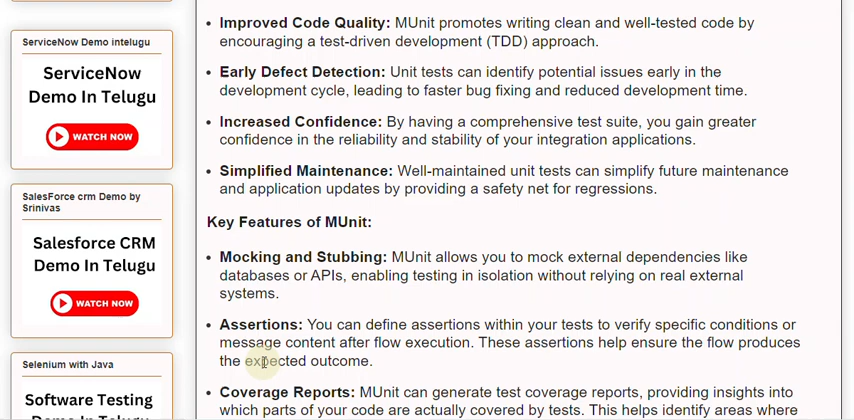 ServiceNow Demo intelugu
ServiceNow
Demo In Telugu
WATCH NOW
SalesForce crm Demo by
Srinivas
Salesforce CRM
Demo In Telugu
WATCH NOW
Selenium with Java
Software Testing
• Improved Code Quality: MUnit promotes writing clean and well-tested code by
encouraging a test-driven development (TDD) approach.
• Early Defect Detection: Unit tests can identify potential issues early in the
development cycle, leading to faster bug fixing and reduced development time.
• Increased Confidence: By having a comprehensive test suite, you gain greater
confidence in the reliability and stability of your integration applications.
• Simplified Maintenance: Well-maintained unit tests can simplify future maintenance
and application updates by providing a safety net for regressions.
Key Features of MUnit:
• Mocking and Stubbing: MUnit allows you to mock external dependencies like
databases or APIs, enabling testing in isolation without relying on real external
systems.
• Assertions: You can define assertions within your tests to verify specific conditions or
message content after flow execution. These assertions help ensure the flow produces
the expected outcome.
• Coverage Reports: MUnit can generate test coverage reports, providing insights into
which parts of your code are actually covered by tests. This helps identify areas where